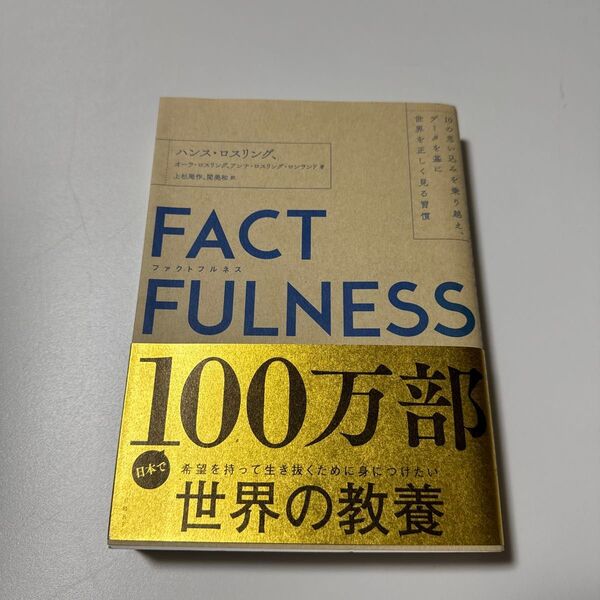 10の思い込みを乗り越え、
データを基に
世界を正しく見る習慣
ハンス・ロスリング、
オーラ・ロスリング、アンナ・ロスリング・ロンランド 著
上杉周作、関美和 訳
FACT
ファクトフルネス
FULNESS
100万部
日本で
希望を持って生き抜くために身につけたい
世界の教養